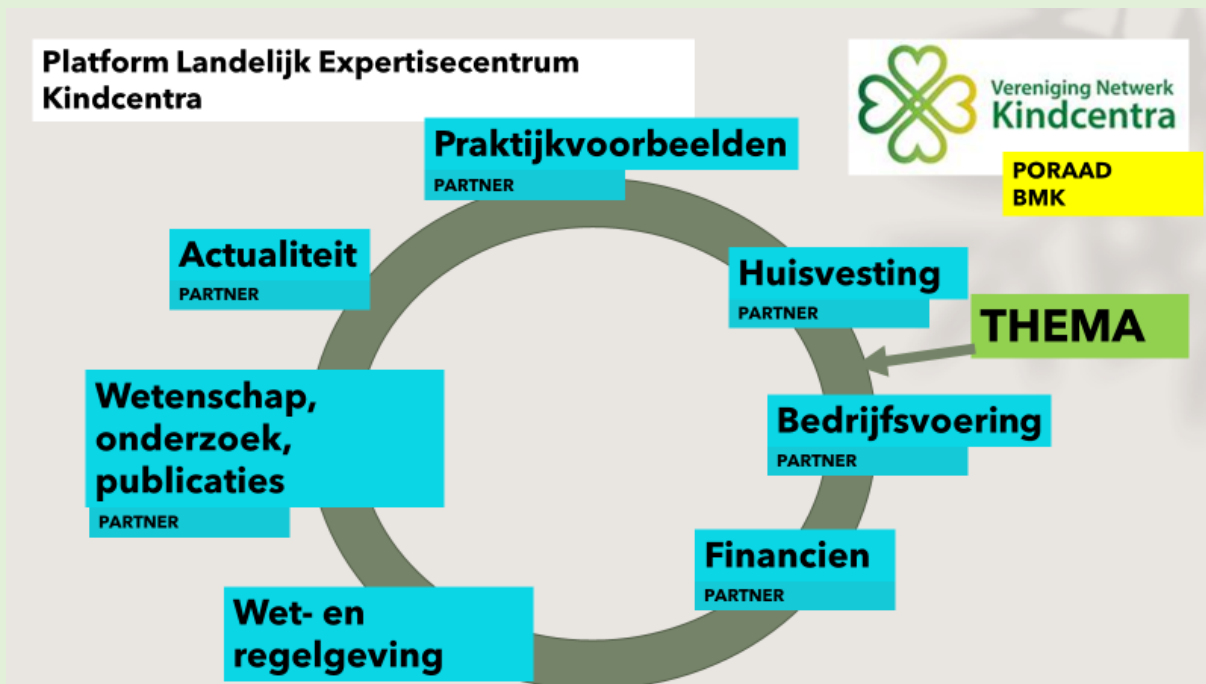 Platform Landelijk Expertisecentrum
Kindcentra
Vereniging Netwerk
Kindcentra
PORAAD
BMK
Praktijkvoorbeelden
PARTNER
Actualiteit
PARTNER
Huisvesting
PARTNER
THEMA
Wetenschap,
onderzoek,
publicaties
PARTNER
Bedrijfsvoering
PARTNER
Financien
PARTNER
Wet- en
regelgeving